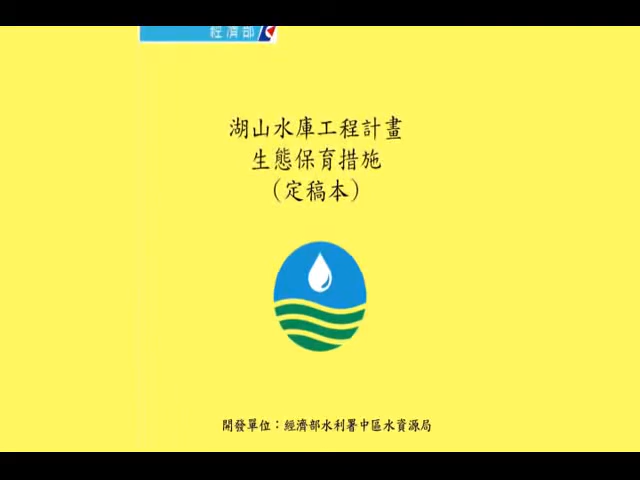 經濟部
湖山水庫工程計畫
生態保育措施
（定稿本）
開發單位：經濟部水利署中區水資源局